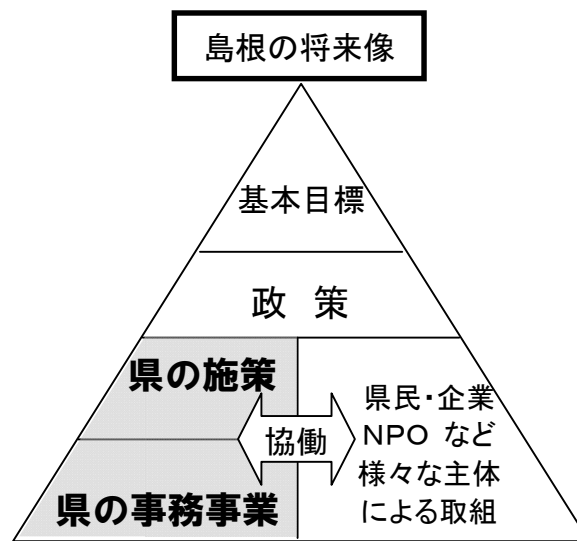 島根の将来像
基本目標
政 策
県の施策
県の事務事業
協働
県民・企業
NPO など
様々な主体
による取組